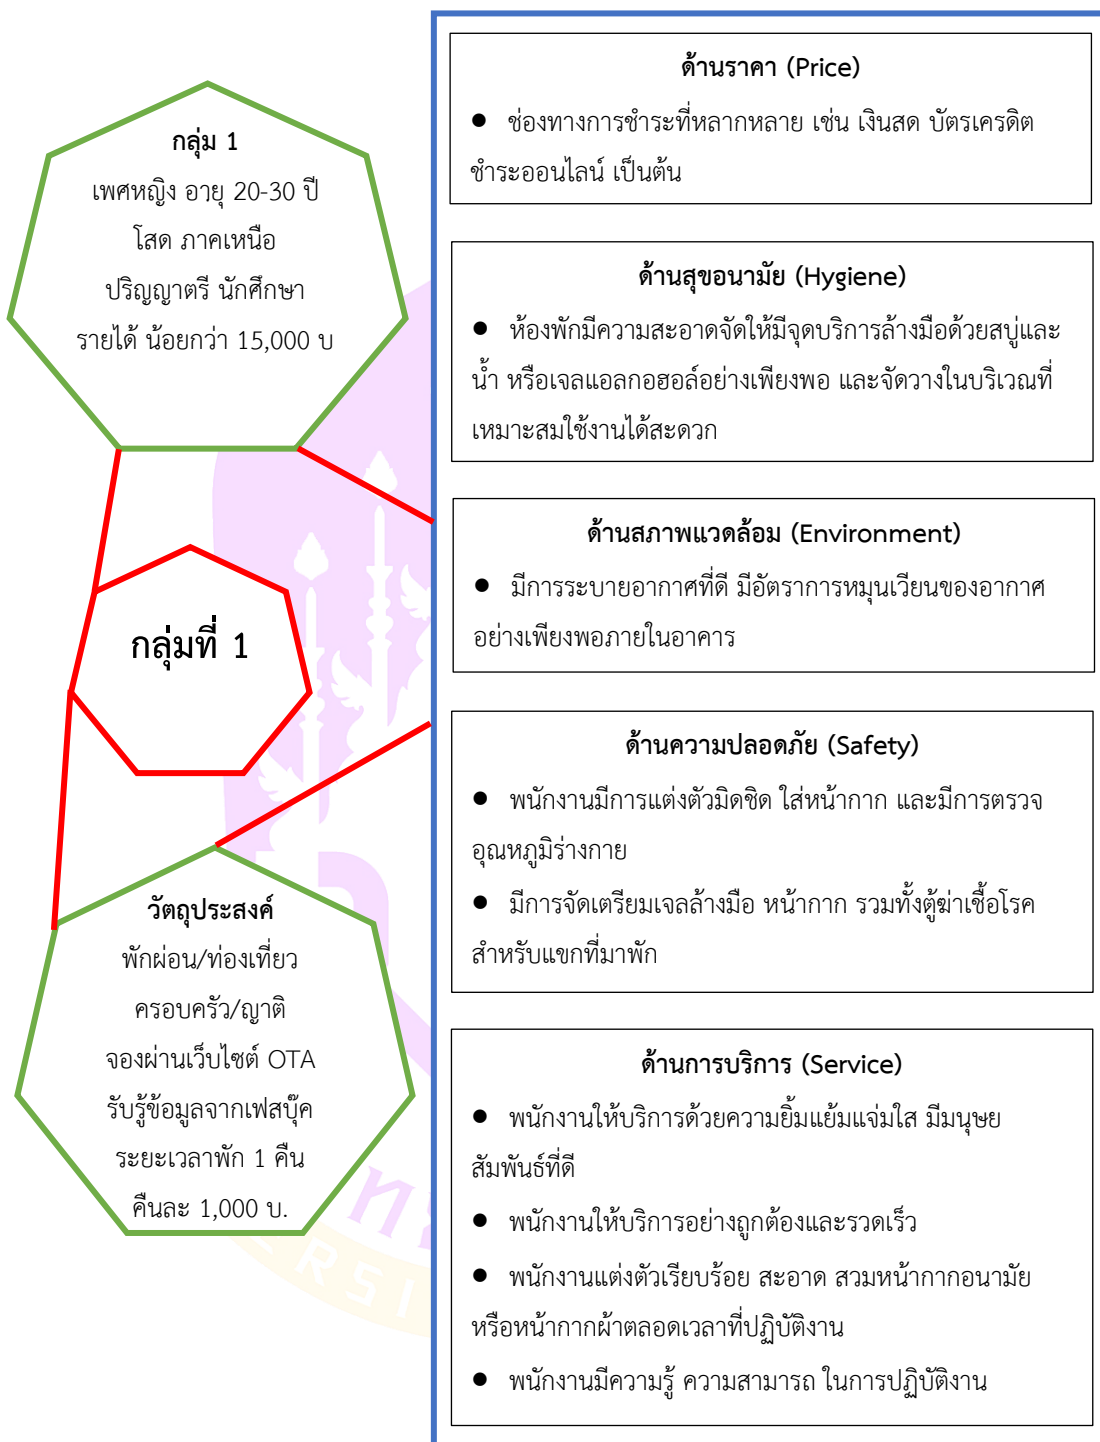 กลุ่ม 1
เพศหญิง อายุ 20-30 ปี
โสด ภาคเหนือ
ปริญญาตรี นักศึกษา
รายได้ น้อยกว่า 15,000 บ
กลุ่มที่ 1
วัตถุประสงค์
พักผ่อน/ท่องเที่ยว
ครอบครัว/ญาติ
จองผ่านเว็บไซต์ OTA
รับรู้ข้อมูลจากเฟสบุ๊ค
ระยะเวลาพัก 1 คืน
คืนละ 1,000 บ.
ด้านราคา (Price)
● ช่องทางการชำระที่หลากหลาย เช่น เงินสด บัตรเครดิต
ชำระออนไลน์ เป็นต้น
ด้านสุขอนามัย (Hygiene)
● ห้องพักมีความสะอาดจัดให้มีจุดบริการล้างมือด้วยสบู่และ
น้ำ หรือเจลแอลกอฮอล์อย่างเพียงพอ และจัดวางในบริเวณที่
เหมาะสมใช้งานได้สะดวก
ด้านสภาพแวดล้อม (Environment)
● มีการระบายอากาศที่ดี มีอัตราการหมุนเวียนของอากาศ
อย่างเพียงพอภายในอาคาร
ด้านความปลอดภัย (Safety)
● พนักงานมีการแต่งตัวมิดชิด ใส่หน้ากาก และมีการตรวจ
อุณหภูมิร่างกาย
● มีการจัดเตรียมเจลล้างมือ หน้ากาก รวมทั้งตู้ฆ่าเชื้อโรค
สำหรับแขกที่มาพัก
ด้านการบริการ (Service)
● พนักงานให้บริการด้วยความยิ้มแย้มแจ่มใส มีมนุษย
สัมพันธ์ที่ดี
● พนักงานให้บริการอย่างถูกต้องและรวดเร็ว
● พนักงานแต่งตัวเรียบร้อย สะอาด สวมหน้ากากอนามัย
หรือหน้ากากผ้าตลอดเวลาที่ปฏิบัติงาน
● พนักงานมีความรู้ ความสามารถ ในการปฏิบัติงาน